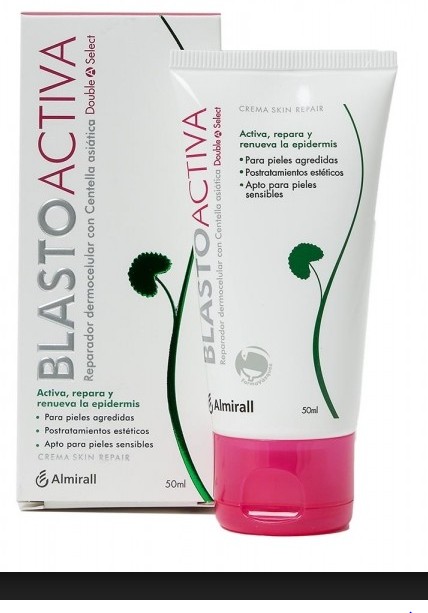 BLASTOACTIVA
Reparador dermocelular con Centella asiática Double A Select
Activa, repara y
renueva la epidermis
• Para pieles agredidas
• Postratamientos estéticos
• Apto para pieles sensibles
CREMA SKIN REPAIR
Almirall
50ml
CREMA SKIN REPAIR
Activa, repara y
renueva la epidermis
• Para pieles agredidas
• Postratamientos estéticos
• Apto para pieles
sensibles
BLASTOACTIVA
Reparador dermocelular con Centella asiática Double A Select
Almirall
50ml